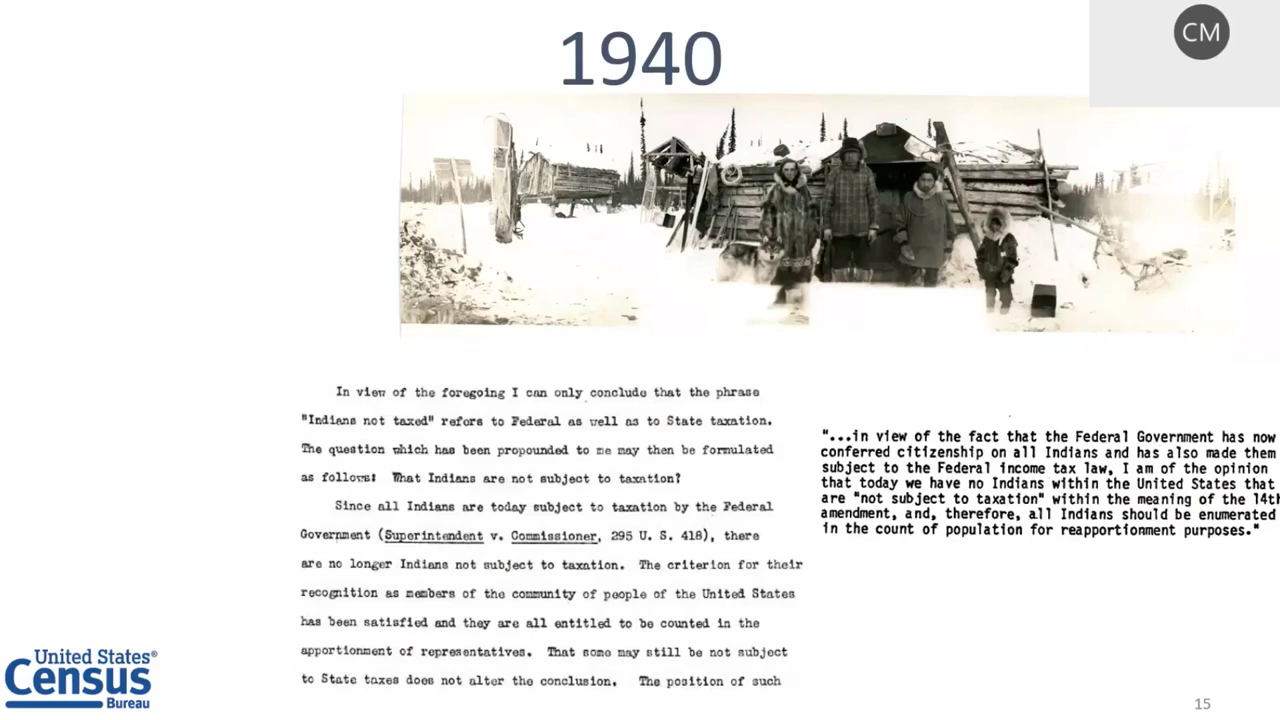 1940
CM
In view of the foregoing I can only conclude that the phrase
"Indians not taxed" refers to Federal as well as to State taxation.
The question which has been propounded to me may then be formulated
as follows: What Indians are not subject to taxation?
Since all Indians are today subject to taxation by the Federal
Government (Superintendent v. Commissioner, 295 U. S. 418), there
are no longer Indians not subject to taxation. The criterion for their
recognition as members of the community of people of the United States
has been satisfied and they are all entitled to be counted in the
apportionment of representatives. That some may still be not subject
to State taxes does not alter the conclusion. The position of such
"...in view of the fact that the Federal Government has now
conferred citizenship on all Indians and has also made them
subject to the Federal income tax law, I am of the opinion
that today we have no Indians within the United States that
are "not subject to taxation" within the meaning of the 14th
amendment, and, therefore, all Indians should be enumerated
in the count of population for reapportionment purposes."
United States®
Census
Bureau
15